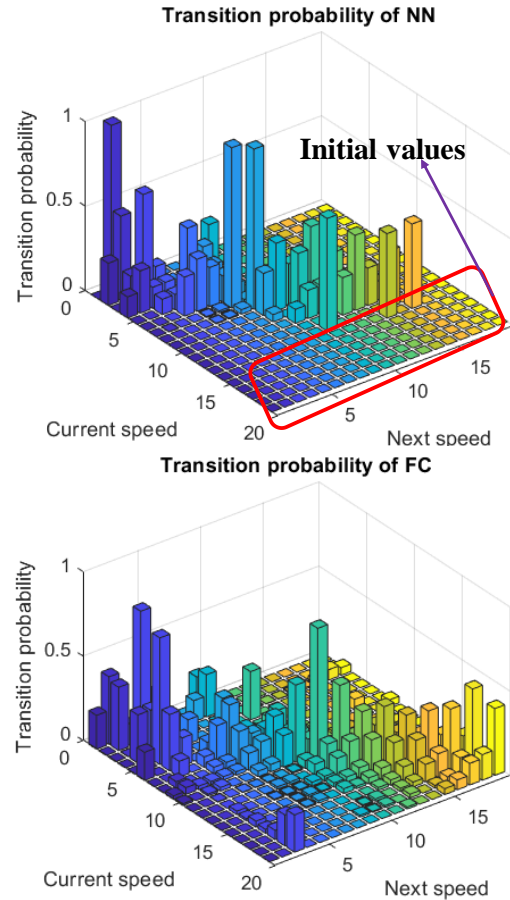 Transition probability of NN
Initial values
1
0.5
0
Transition probability
0
5
10
15
20
Current speed
5
10
15
Next speed
Transition probability of FC
1
0.5
0
Transition probability
0
5
10
15
20
Current speed
5
10
15
Next speed